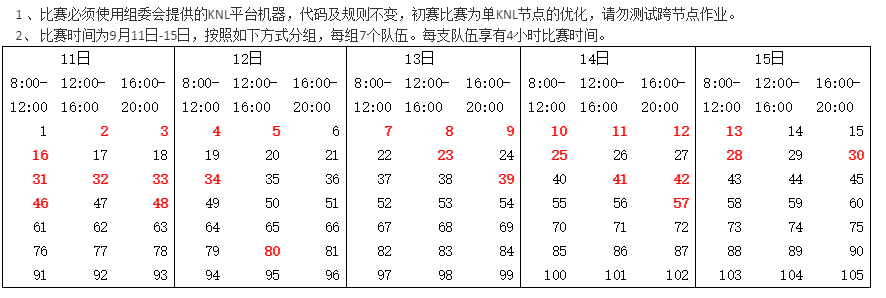 1、比赛必须使用组委会提供的KNL平台机器，代码及规则不变，初赛比赛为单KNL节点的优化，请勿测试跨节点作业。
2、比赛时间为9月11日-15日，按照如下方式分组，每组7个队伍。每支队伍享有4小时比赛时间。
11日 12日 13日 14日 15日
8:00- 12:00- 16:00- 8:00- 12:00- 16:00- 8:00- 12:00- 16:00- 8:00- 12:00- 16:00- 8:00- 12:00- 16:00-
12:00 16:00 20:00 12:00 16:00 20:00 12:00 16:00 20:00 12:00 16:00 20:00 12:00 16:00 20:00
1 2 3 4 5 6 7 8 9 10 11 12 13 14 15
16 17 18 19 20 21 22 23 24 25 26 27 28 29 30
31 32 33 34 35 36 37 38 39 40 41 42 43 44 45
46 47 48 49 50 51 52 53 54 55 56 57 58 59 60
61 62 63 64 65 66 67 68 69 70 71 72 73 74 75
76 77 78 79 80 81 82 83 84 85 86 87 88 89 90
91 92 93 94 95 96 97 98 99 100 101 102 103 104 105